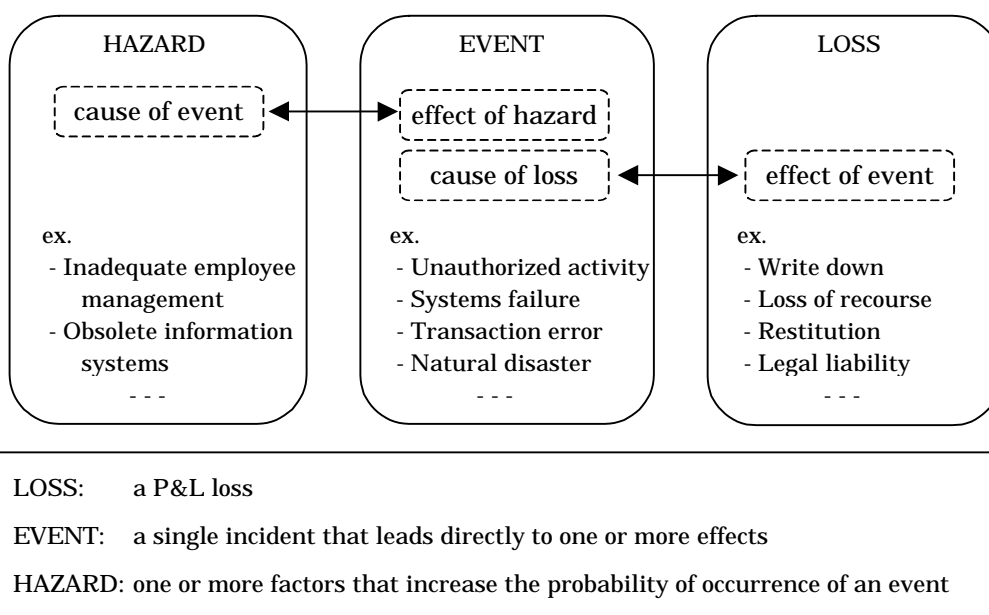 HAZARD
cause of event
ex.
- Inadequate employee
management
- Obsolete information
systems
- - -
EVENT
effect of hazard
cause of loss
ex.
- Unauthorized activity
- Systems failure
- Transaction error
- Natural disaster
- - -
LOSS
effect of event
ex.
- Write down
- Loss of recourse
- Restitution
- Legal liability
- - -
LOSS: a P&L loss
EVENT: a single incident that leads directly to one or more effects
HAZARD: one or more factors that increase the probability of occurrence of an event